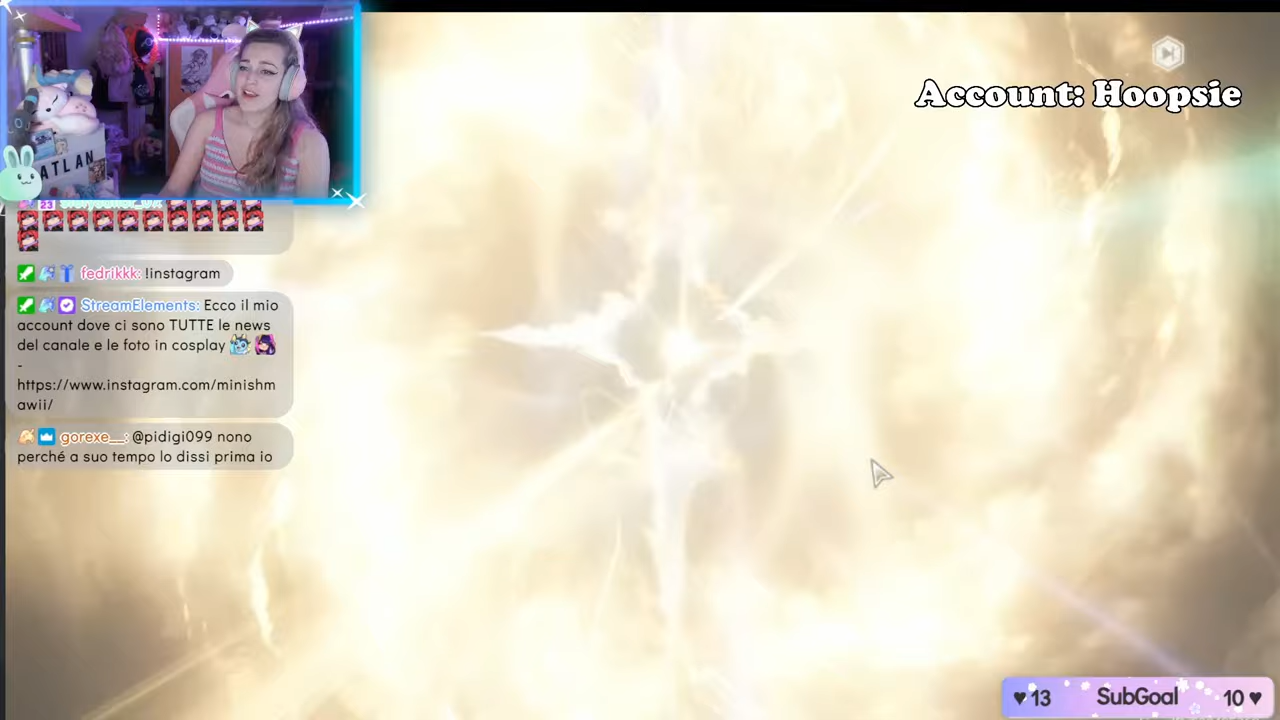 Account: Hoopsie
ATLAN
23
fedrikkk: !instagram
StreamElements: Ecco il mio
account dove ci sono TUTTE le news
del canale e le foto in cosplay
-
https://www.instagram.com/minishm
awii/
gorexe__: @pidigi099 nono
perché a suo tempo lo dissi prima io
♥ 13 SubGoal 10 ♥